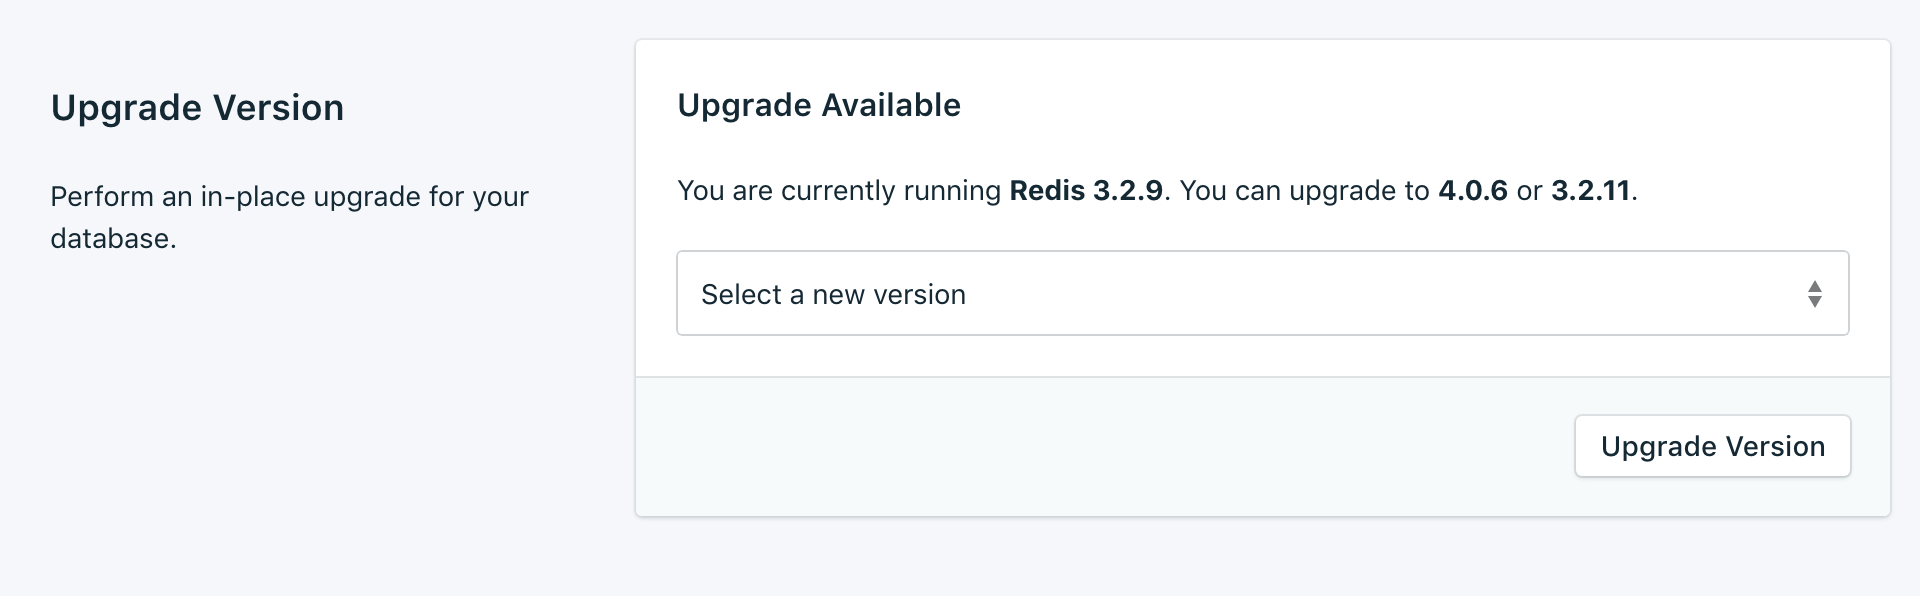 Upgrade Version
Perform an in-place upgrade for your
database.
Upgrade Available
You are currently running Redis 3.2.9. You can upgrade to 4.0.6 or 3.2.11.
Select a new version
Upgrade Version